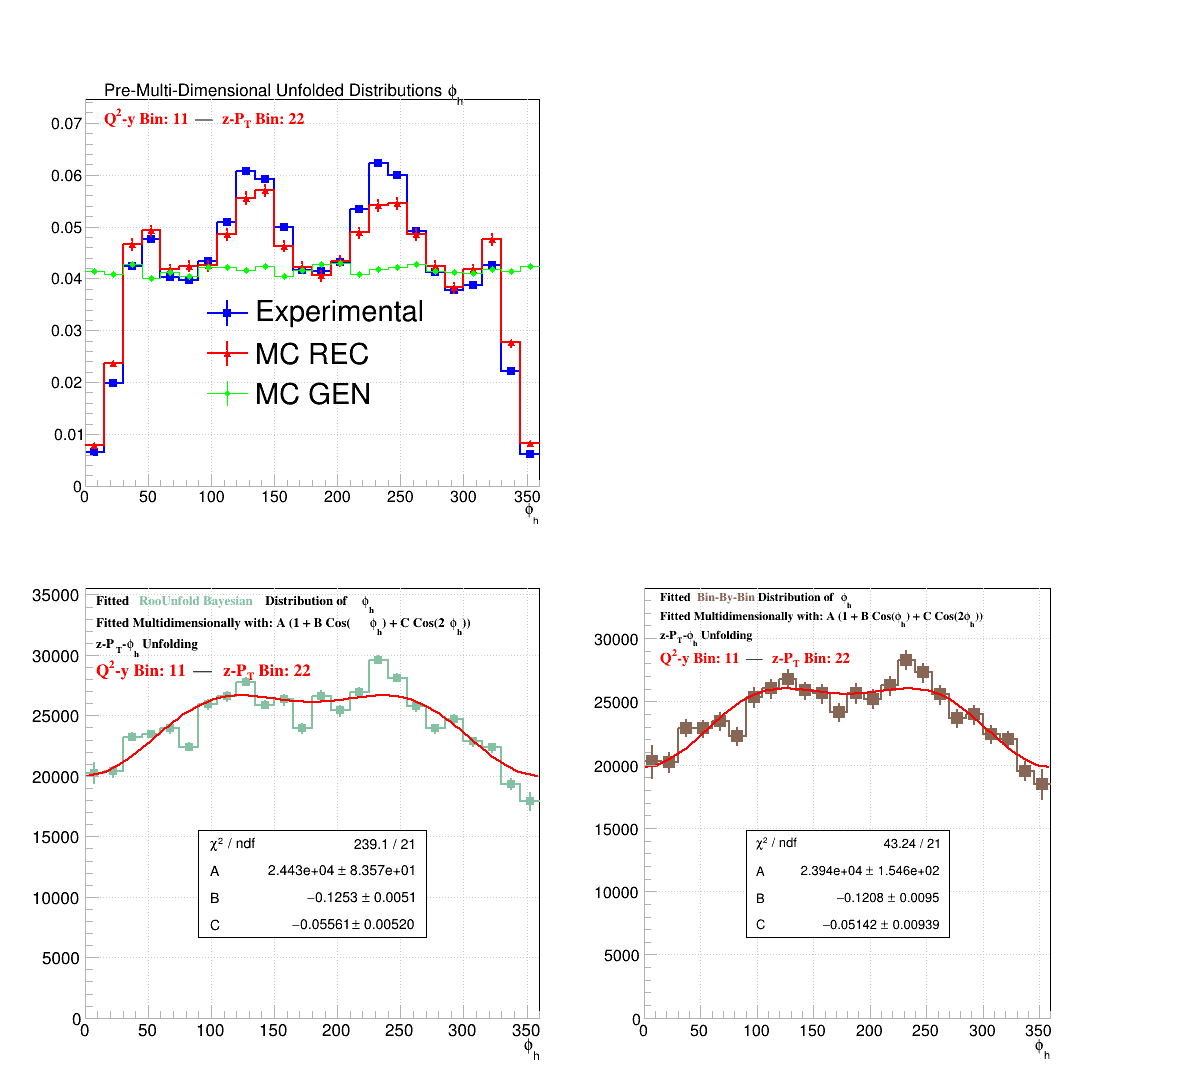 Pre-Multi-Dimensional Unfolded Distributions ϕh
Q²-y Bin: 11 — z-PT Bin: 22
0.07
0.06
0.05
0.04
0.03
0.02
0.01
0
Experimental
MC REC
MC GEN
0 50 100 150 200 250 300 350
ϕh
Fitted RooUnfold Bayesian Distribution of ϕh
Fitted Multidimensionally with: A (1 + B Cos( ϕh) + C Cos(2 ϕh))
z-PT-ϕh Unfolding
Q²-y Bin: 11 — z-PT Bin: 22
35000
30000
25000
20000
15000
10000
5000
0
χ² / ndf 239.1 / 21
A 2.443e+04 ± 8.357e+01
B −0.1253 ± 0.0051
C −0.05561 ± 0.00520
0 50 100 150 200 250 300 350
ϕh
Fitted Bin-By-Bin Distribution of ϕh
Fitted Multidimensionally with: A (1 + B Cos(ϕh) + C Cos(2ϕh))
z-PT-ϕh Unfolding
Q²-y Bin: 11 — z-PT Bin: 22
30000
25000
20000
15000
10000
5000
0
χ² / ndf 43.24 / 21
A 2.394e+04 ± 1.546e+02
B −0.1208 ± 0.0095
C −0.05142 ± 0.00939
0 50 100 150 200 250 300 350
ϕh